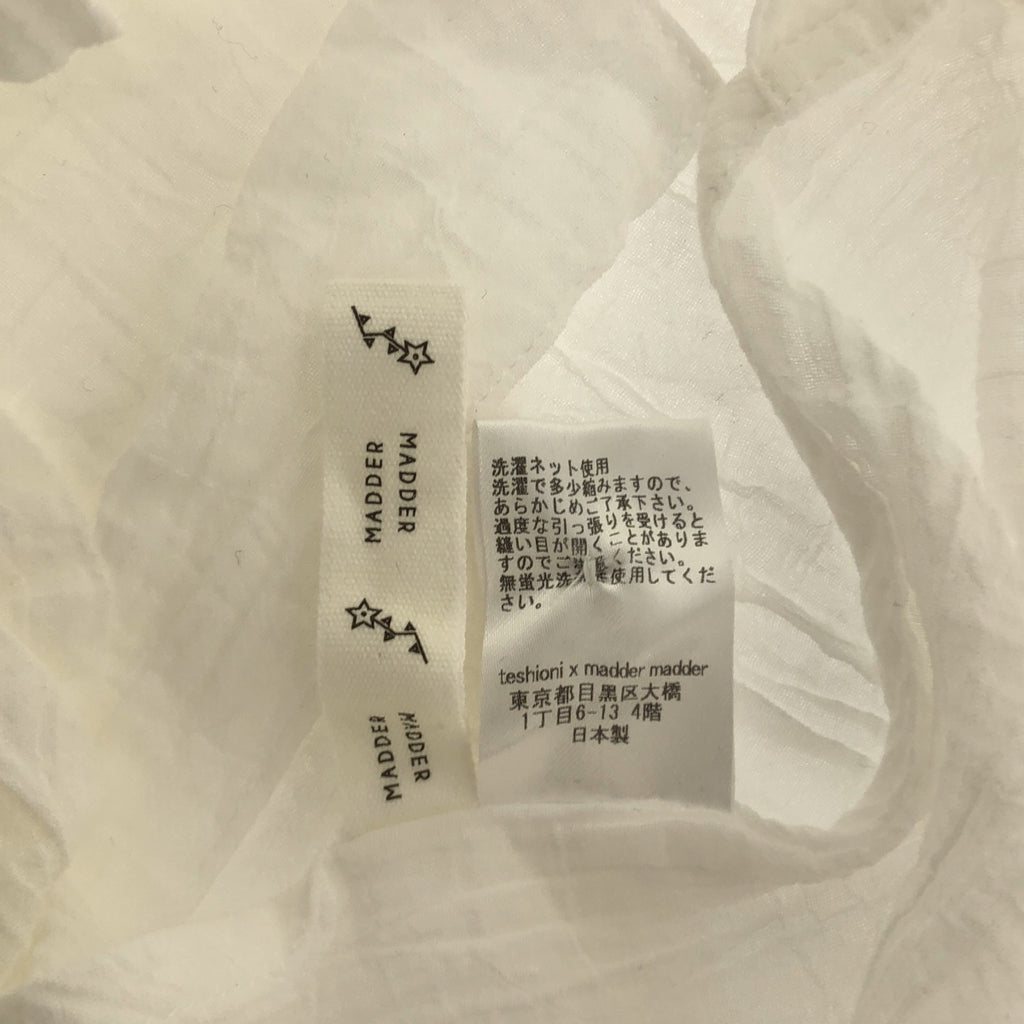 MADDER
MADDER
MADDER
MADDER
洗濯ネット使用
洗濯で多少縮みますので、
あらかじめご了承下さい。
過度な引っ張りを受けると
縫い目が開くことがありま
すのでご ください。
無蛍光洗 使用してくだ
さい。
teshioni x madder madder
東京都目黒区大橋
1丁目6-13 4階
日本製